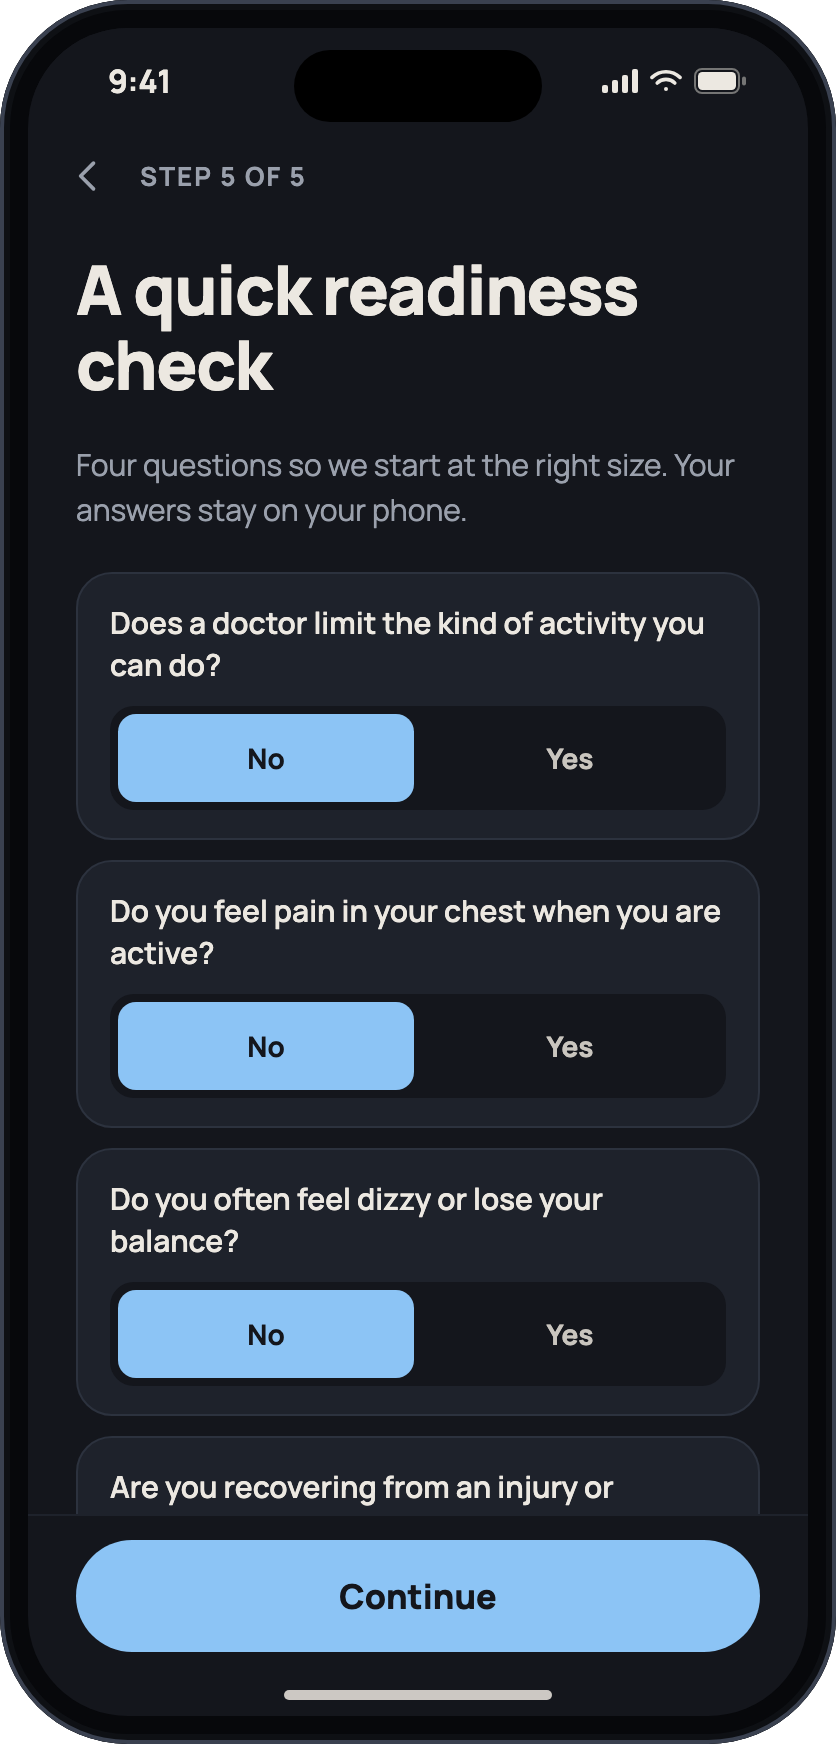 9:41
STEP 5 OF 5
A quick readiness
check
Four questions so we start at the right size. Your
answers stay on your phone.
Does a doctor limit the kind of activity you
can do?
No
Yes
Do you feel pain in your chest when you are
active?
No
Yes
Do you often feel dizzy or lose your
balance?
No
Yes
Are you recovering from an injury or
Continue